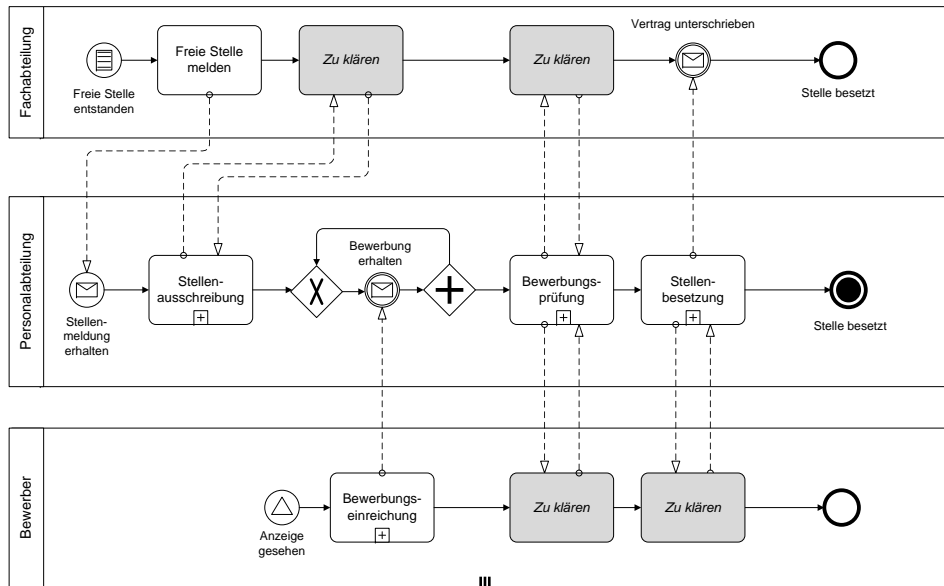 Fachabteilung
Freie Stelle
entstanden
Freie Stelle
melden
Zu klären
Zu klären
Vertrag unterschrieben
Stelle besetzt
Personalabteilung
Stellen-
meldung
erhalten
Stellen-
ausschreibung
Bewerbung
erhalten
Bewerbungs-
prüfung
Stellen-
besetzung
Stelle besetzt
Bewerber
Anzeige
gesehen
Bewerbungs-
einreichung
Zu klären
Zu klären